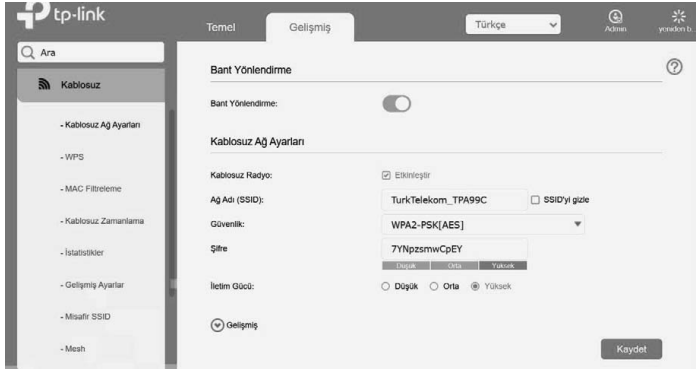 tp-link
Temel
Gelişmiş
Türkçe
Admin
yeniden b...
Ara
Kablosuz
- Kablosuz Ağ Ayarları
- WPS
- MAC Filtreleme
- Kablosuz Zamanlama
- İstatistikler
- Gelişmiş Ayarlar
- Misafir SSID
- Mesh
Bant Yönlendirme
Bant Yönlendirme:
Kablosuz Ağ Ayarları
Kablosuz Radyo:
Etkinleştir
Ağ Adı (SSID):
TurkTelekom_TPA99C
SSID'yi gizle
Güvenlik:
WPA2-PSK[AES]
Şifre
7YNpzsmwCpEY
Düşük Orta Yüksek
İletim Gücü:
Düşük Orta Yüksek
Gelişmiş
Kaydet